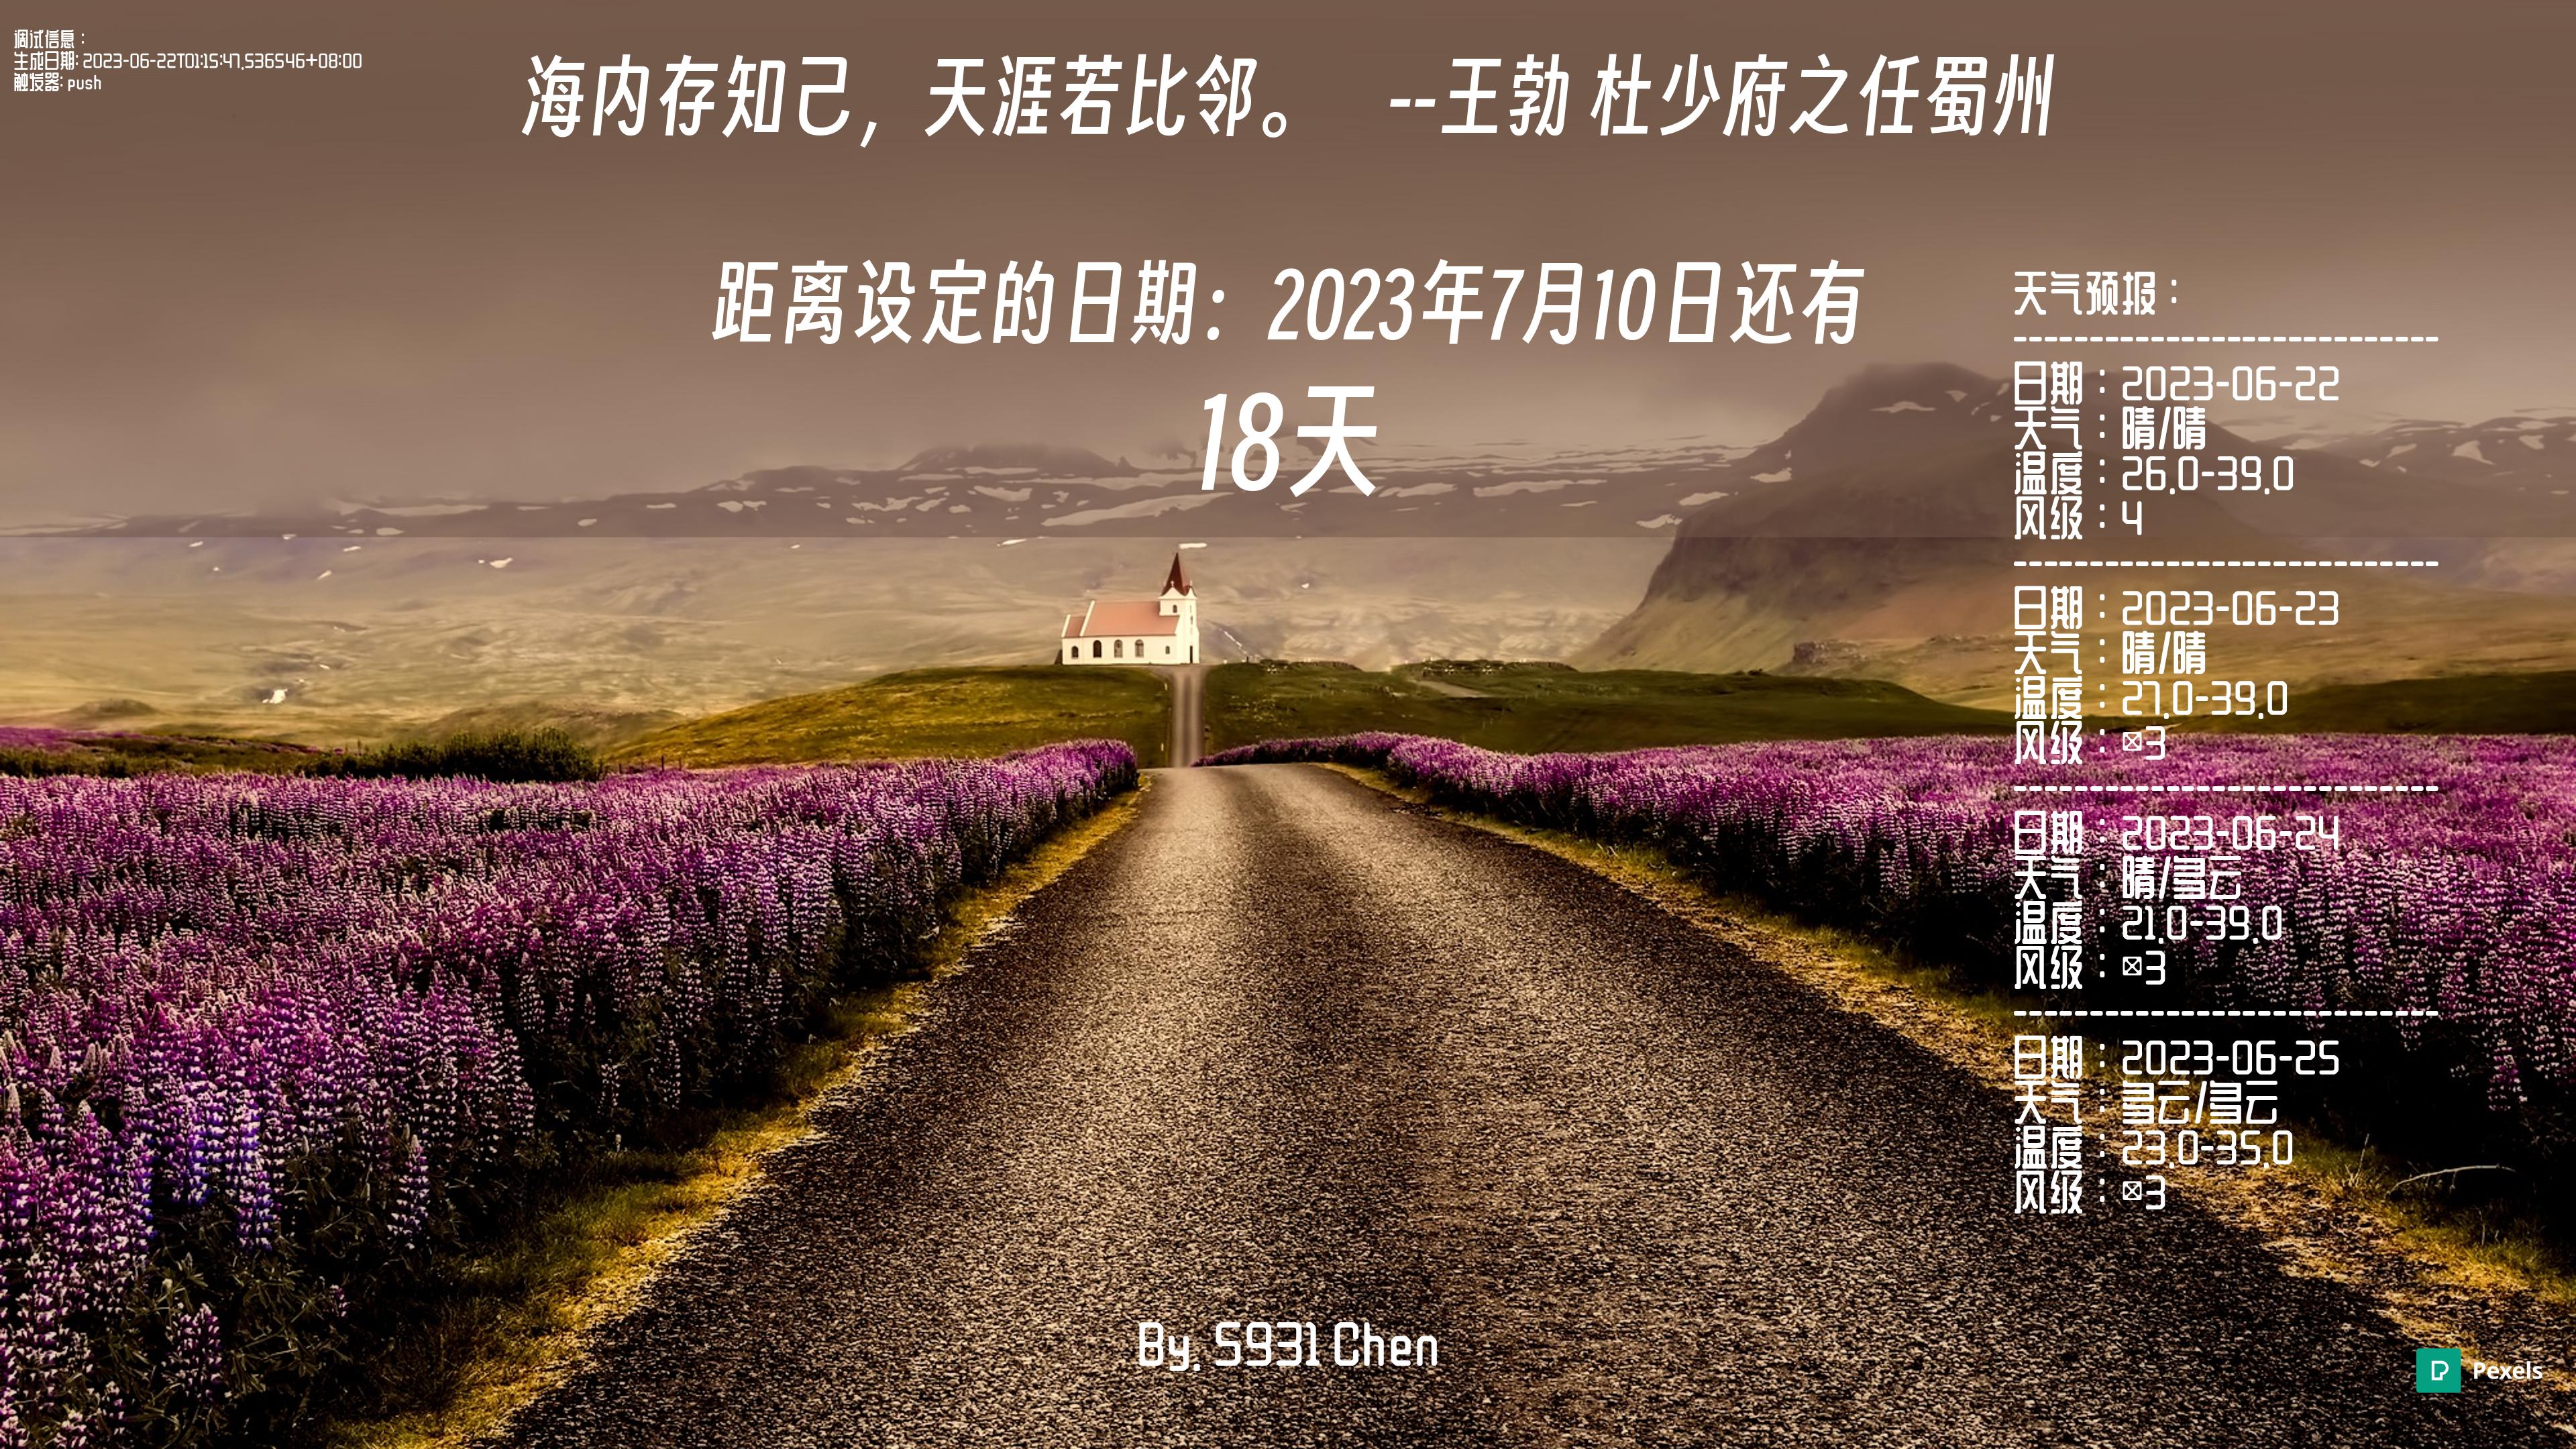 调试信息：
生成日期: 2023-06-22T01:15:47.536546+08:00
触发器: push
海内存知己，天涯若比邻。 --王勃 杜少府之任蜀州
距离设定的日期：2023年7月10日还有
18天
天气预报：
----------------------------
日期：2023-06-22
天气：晴/晴
温度：26.0-39.0
风级：4
----------------------------
日期：2023-06-23
天气：晴/晴
温度：27.0-39.0
风级：3
----------------------------
日期：2023-06-24
天气：晴/多云
温度：21.0-39.0
风级：3
----------------------------
日期：2023-06-25
天气：多云/多云
温度：23.0-35.0
风级：3
By. 5931 Chen
Pexels